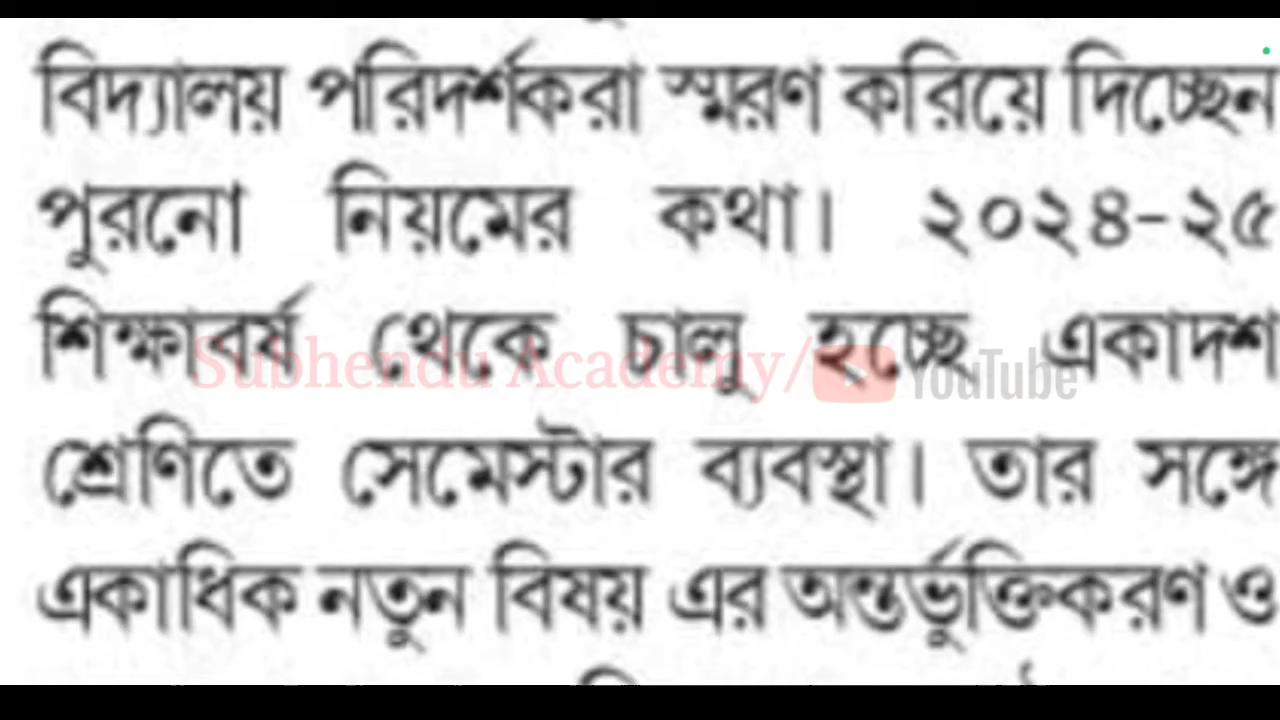 বিদ্যালয় পরিদর্শকরা স্মরণ করিয়ে দিচ্ছেন
পুরনো নিয়মের কথা। ২০২৪-২৫
শিক্ষাবর্ষ থেকে চালু হচ্ছে একাদশ
Subhendu Academy/ YouTube
শ্রেণিতে সেমেস্টার ব্যবস্থা। তার সঙ্গে
একাধিক নতুন বিষয় এর অন্তর্ভুক্তিকরণ ও